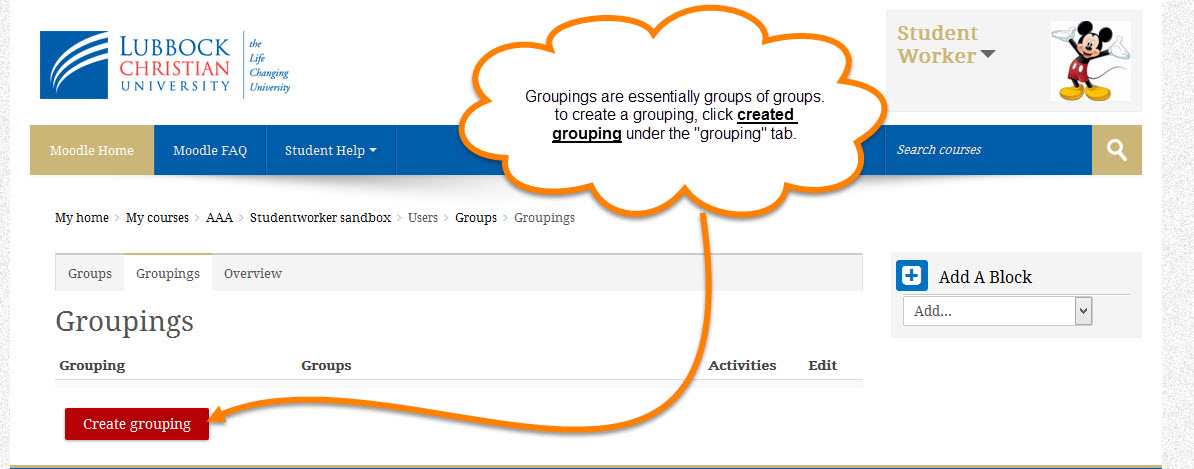 LUBBOCK
CHRISTIAN
UNIVERSITY
the
Life
Changing
University
Groupings are essentially groups of groups.
to create a grouping, click created
grouping under the "grouping" tab.
Student
Worker
Moodle Home
Moodle FAQ
Student Help
Search courses
My home > My courses > AAA > Studentworker sandbox > Users > Groups > Groupings
Groups Groupings Overview
Add A Block
Add...
Groupings
Grouping Groups Activities Edit
Create grouping